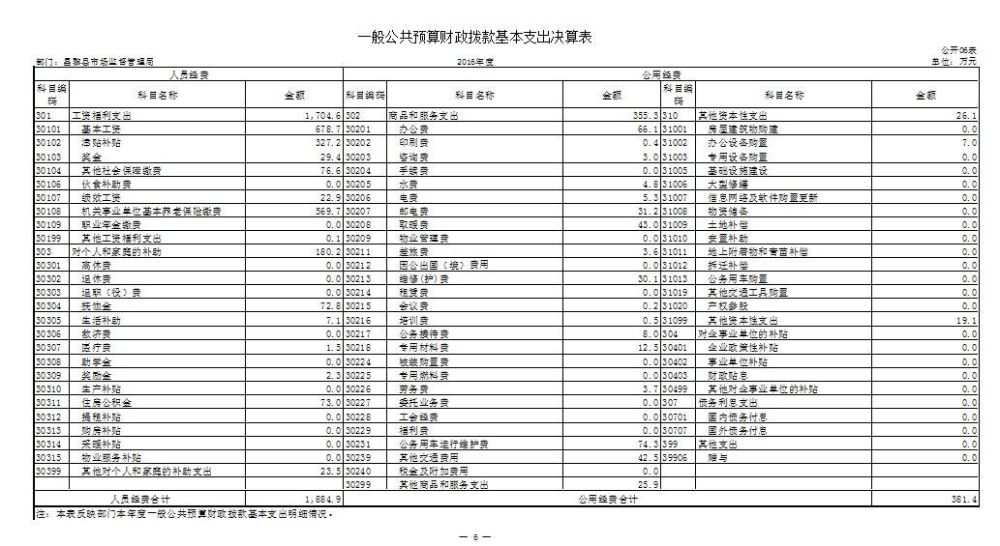 一般公共预算财政拨款基本支出决算表
公开06表
部门：昌黎县市场监督管理局 2016年度 单位：万元
人员经费 公用经费
科目编码 科目名称 金额 科目编码 科目名称 金额 科目编码 科目名称 金额
301 工资福利支出 1,704.6 302 商品和服务支出 355.3 310 其他资本性支出 26.1
30101 基本工资 678.7 30201 办公费 66.1 31001 房屋建筑物购建 0.0
30102 津贴补贴 327.2 30202 印刷费 0.4 31002 办公设备购置 7.0
30103 奖金 29.4 30203 咨询费 3.0 31003 专用设备购置 0.0
30104 其他社会保障缴费 76.6 30204 手续费 0.0 31005 基础设施建设 0.0
30106 伙食补助费 0.0 30205 水费 4.8 31006 大型修缮 0.0
30107 绩效工资 22.9 30206 电费 5.3 31007 信息网络及软件购置更新 0.0
30108 机关事业单位基本养老保险缴费 569.7 30207 邮电费 31.2 31008 物资储备 0.0
30109 职业年金缴费 0.0 30208 取暖费 43.0 31009 土地补偿 0.0
30199 其他工资福利支出 0.1 30209 物业管理费 0.0 31010 安置补助 0.0
303 对个人和家庭的补助 180.2 30211 差旅费 3.6 31011 地上附着物和青苗补偿 0.0
30301 离休费 0.0 30212 因公出国（境）费用 0.0 31012 拆迁补偿 0.0
30302 退休费 0.0 30213 维修(护)费 30.1 31013 公务用车购置 0.0
30303 退职（役）费 0.0 30214 租赁费 0.0 31019 其他交通工具购置 0.0
30304 抚恤金 72.8 30215 会议费 0.2 31020 产权参股 0.0
30305 生活补助 7.1 30216 培训费 0.5 31099 其他资本性支出 19.1
30306 救济费 0.0 30217 公务接待费 8.0 304 对企事业单位的补贴 0.0
30307 医疗费 1.5 30218 专用材料费 12.5 30401 企业政策性补贴 0.0
30308 助学金 0.0 30224 被装购置费 0.0 30402 事业单位补贴 0.0
30309 奖励金 2.3 30225 专用燃料费 0.0 30403 财政贴息 0.0
30310 生产补贴 0.0 30226 劳务费 3.7 30499 其他对企事业单位的补贴 0.0
30311 住房公积金 73.0 30227 委托业务费 0.0 307 债务利息支出 0.0
30312 提租补贴 0.0 30228 工会经费 0.0 30701 国内债务付息 0.0
30313 购房补贴 0.0 30229 福利费 0.0 30707 国外债务付息 0.0
30314 采暖补贴 0.0 30231 公务用车运行维护费 74.3 399 其他支出 0.0
30315 物业服务补贴 0.0 30239 其他交通费用 42.5 39906 赠与 0.0
30399 其他对个人和家庭的补助支出 23.5 30240 税金及附加费用 0.0
30299 其他商品和服务支出 25.9
人员经费合计 1,884.9 公用经费合计 381.4
注：本表反映部门本年度一般公共预算财政拨款基本支出明细情况。
— 6 —